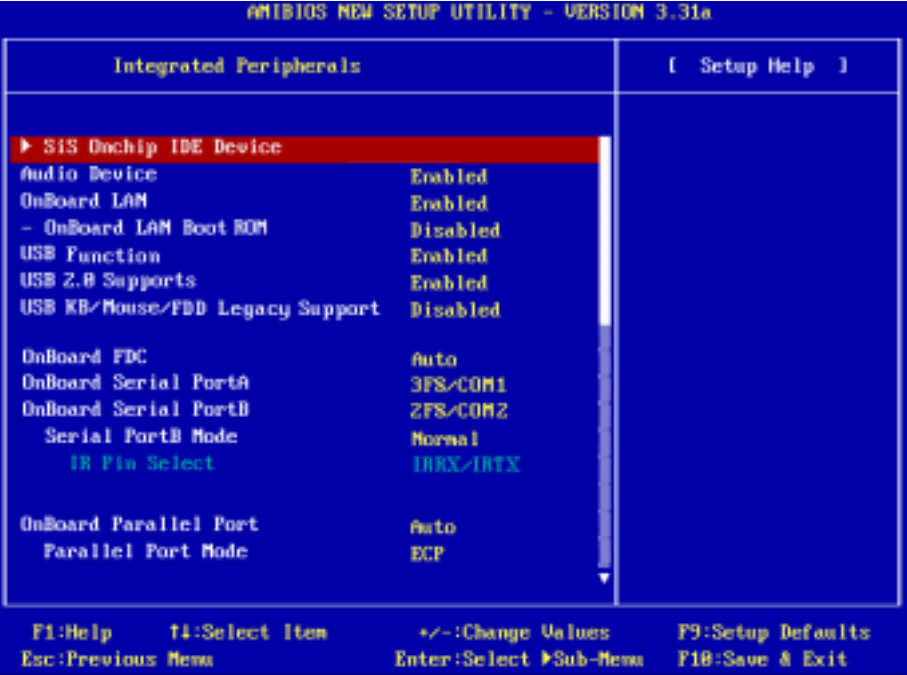 AMIBIOS NEW SETUP UTILITY - VERSION 3.31a
Integrated Peripherals
[ Setup Help ]
▶ SiS Onchip IDE Device
Audio Device Enabled
OnBoard LAN Enabled
- OnBoard LAN Boot ROM Disabled
USB Function Enabled
USB 2.0 Supports Enabled
USB KB/Mouse/FDD Legacy Support Disabled
OnBoard FDC Auto
OnBoard Serial PortA 3F8/COM1
OnBoard Serial PortB 2F8/COM2
Serial PortB Mode Normal
IR Pin Select IRRX/IRTX
OnBoard Parallel Port Auto
Parallel Port Mode ECP
F1:Help ↑↓:Select Item +/-:Change Values F9:Setup Defaults
Esc:Previous Menu Enter:Select ▶Sub-Menu F10:Save & Exit